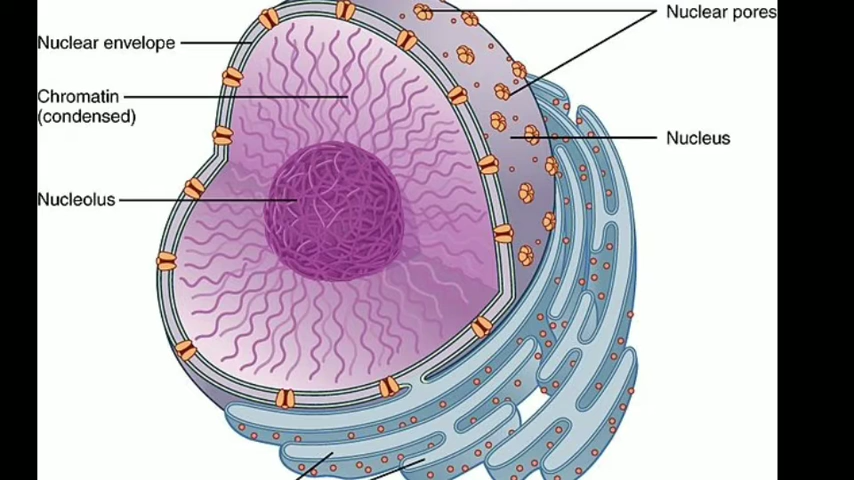 Nuclear pores
Nuclear envelope
Chromatin
(condensed)
Nucleus
Nucleolus